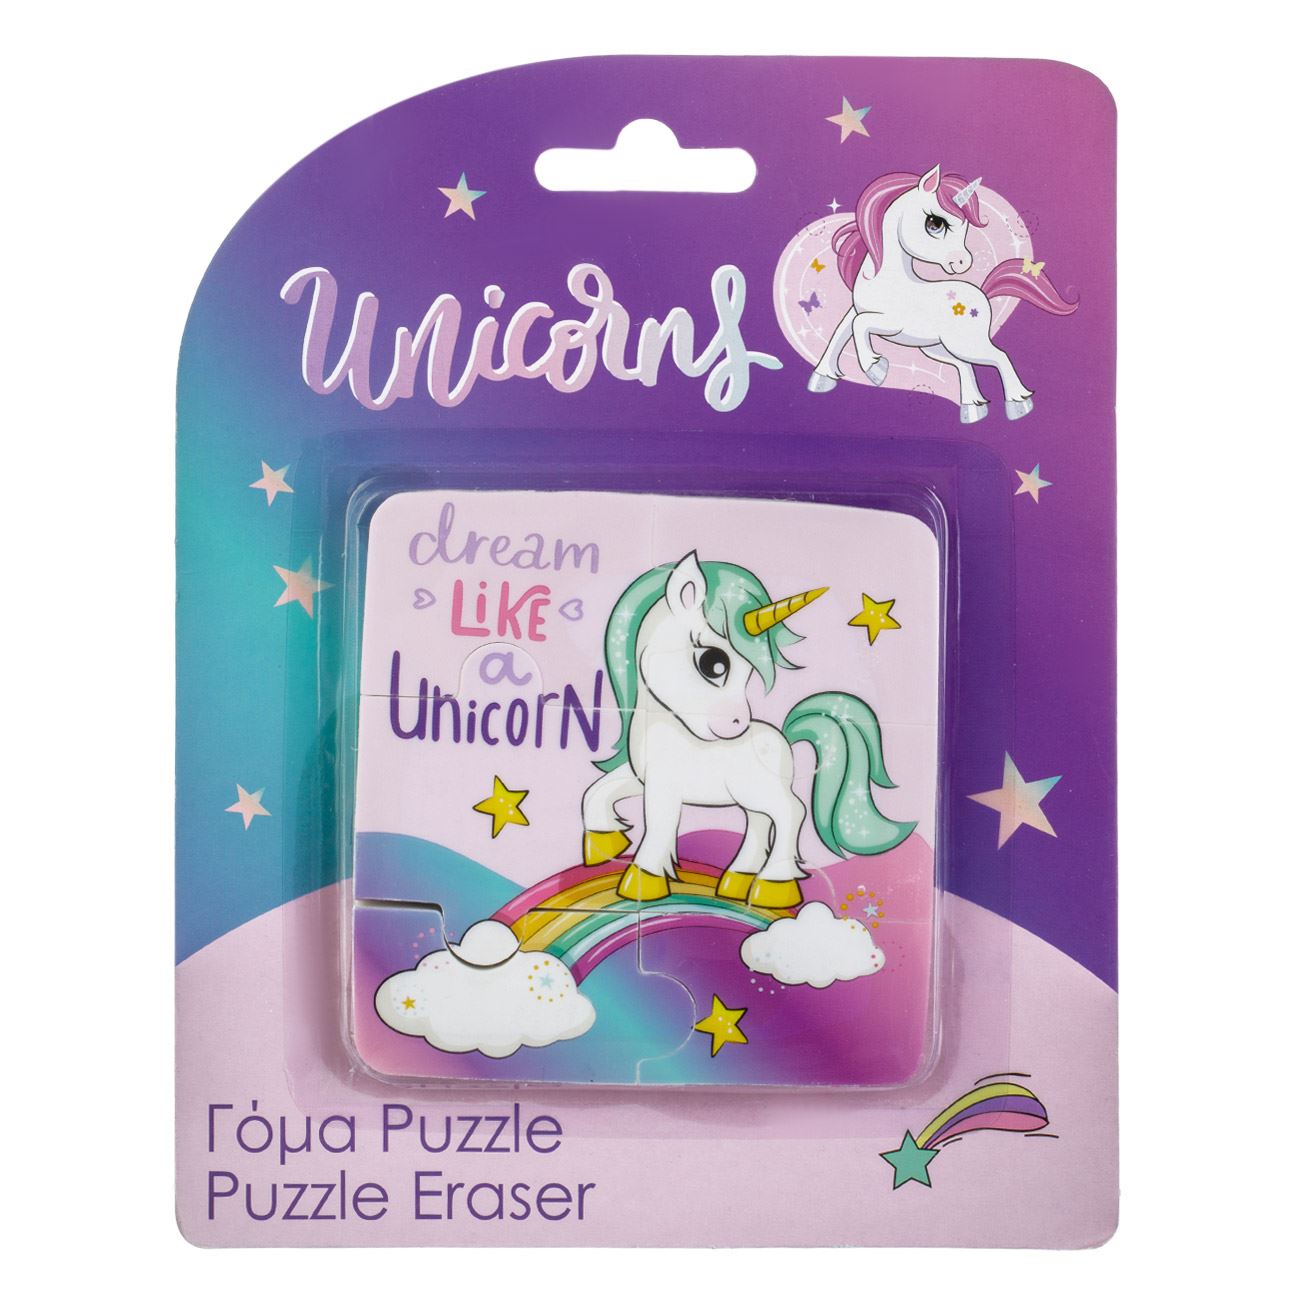 Unicorns
dream
LiKE
a
UnicorN
Γόμα Puzzle
Puzzle Eraser